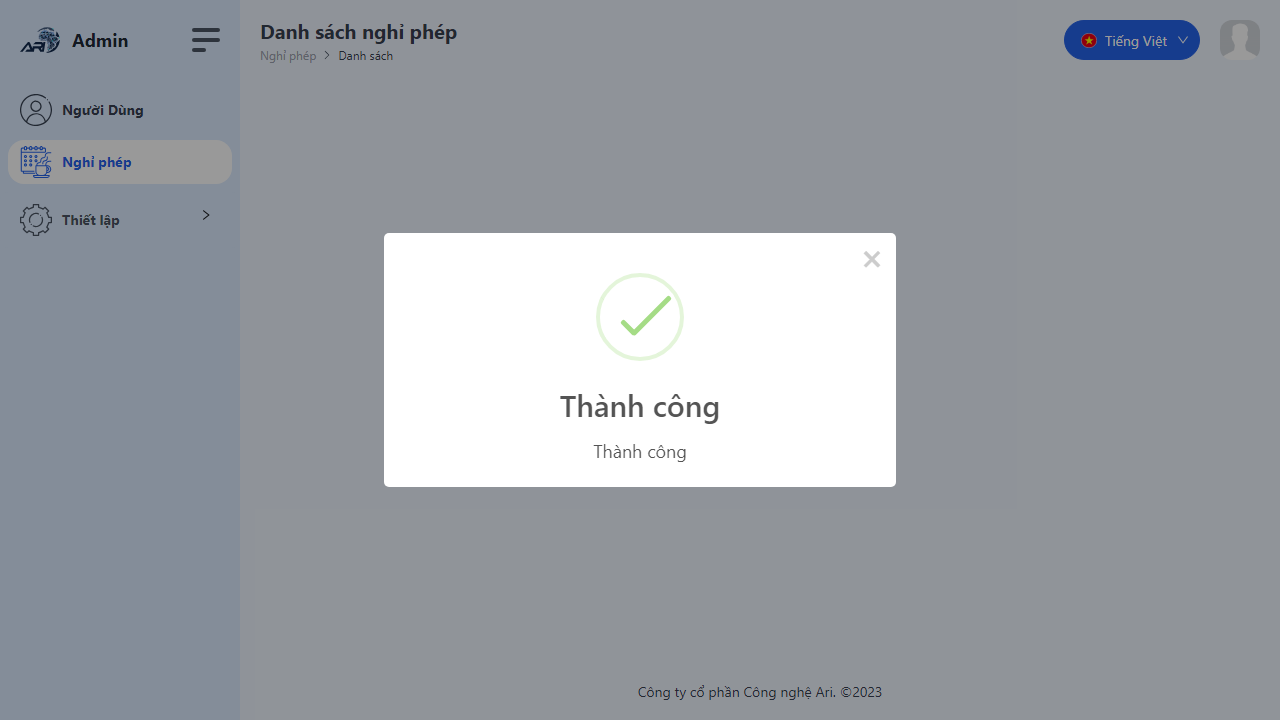 ARI
Admin
Người Dùng
Nghỉ phép
Thiết lập
Danh sách nghỉ phép
Nghỉ phép > Danh sách
Tiếng Việt
×
Thành công
Thành công
Công ty cổ phần Công nghệ Ari. ©2023